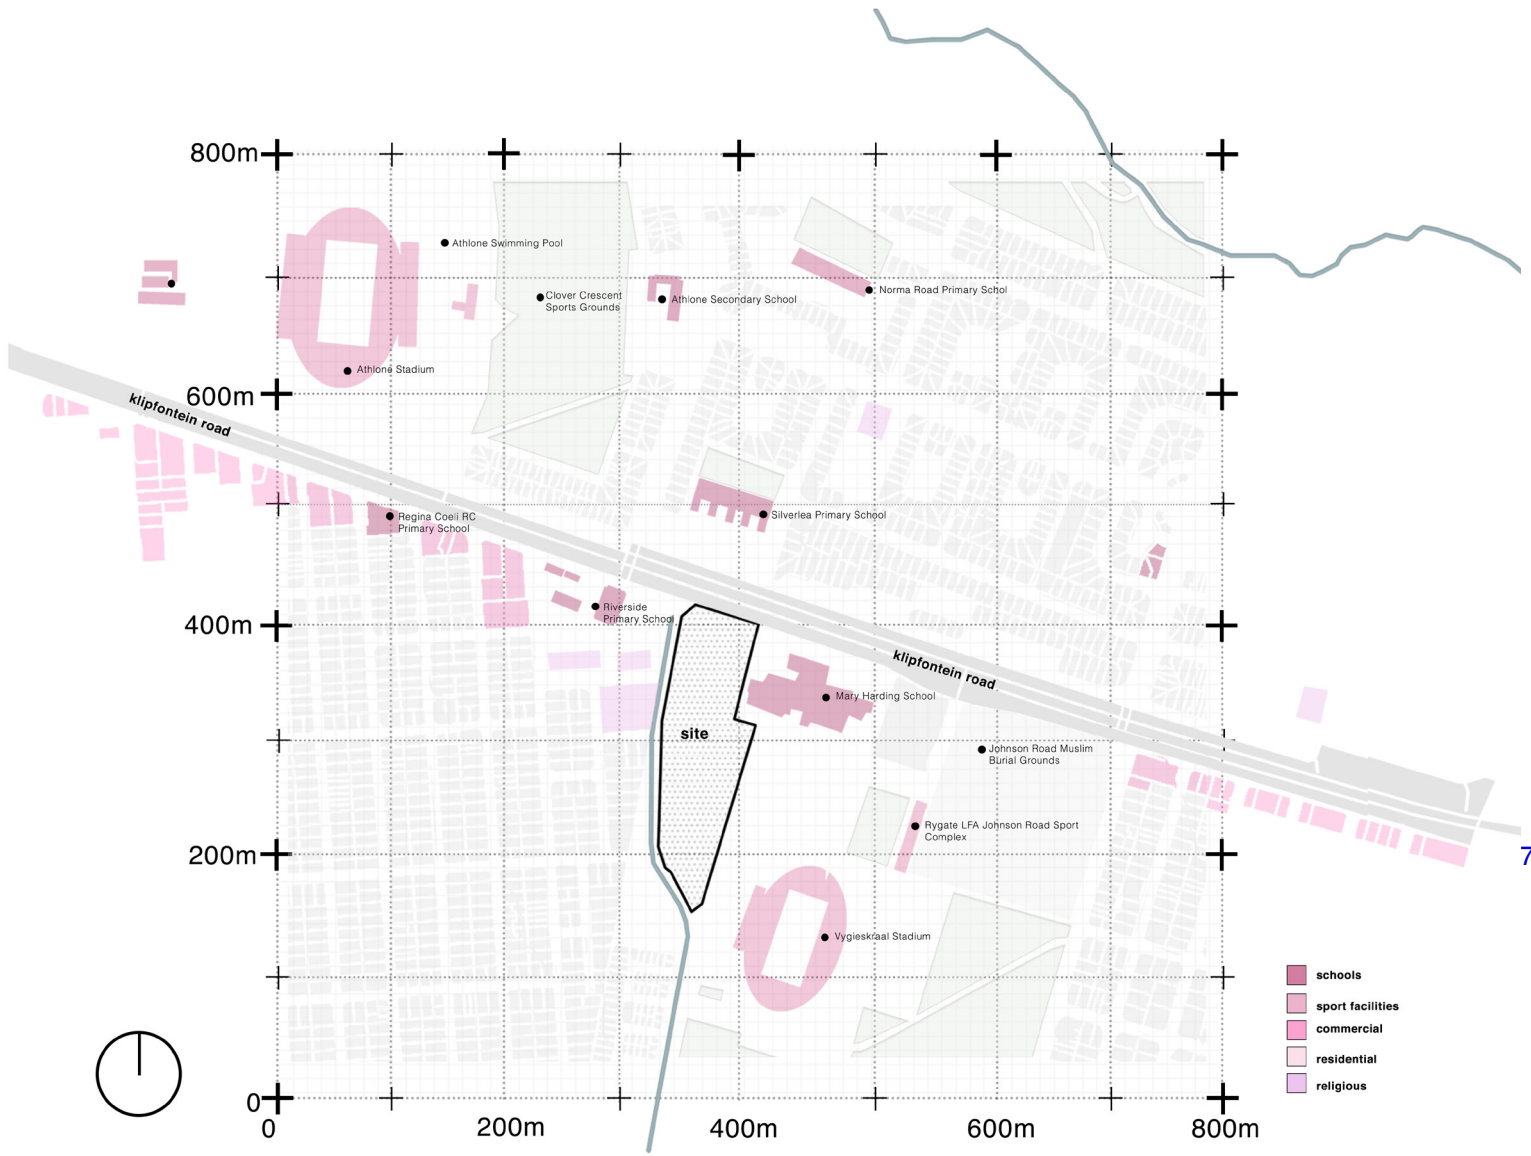 800m
Athlone Swimming Pool
Clover Crescent
Sports Grounds
Athlone Secondary School
Norma Road Primary Schol
Athlone Stadium
600m
klipfontein road
Regina Coeli RC
Primary School
Silverlea Primary School
Riverside
Primary School
400m
klipfontein road
Mary Harding School
site
Johnson Road Muslim
Burial Grounds
Rygate LFA Johnson Road Sport
Complex
200m
7
Vygieskraal Stadium
schools
sport facilities
commercial
residential
religious
0
0
200m
400m
600m
800m